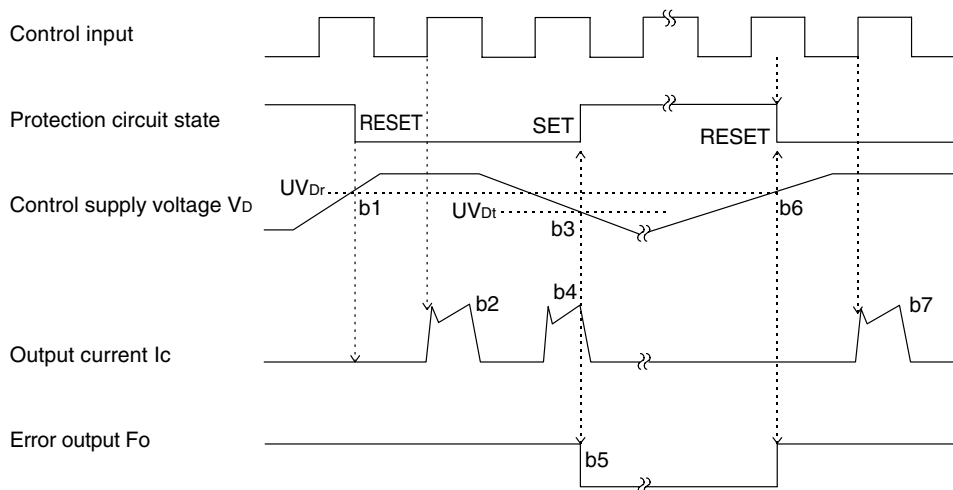 Control input
Protection circuit state
RESET
SET
RESET
Control supply voltage VD
UVDr
b1
UVDt
b3
b6
Output current Ic
b2
b4
b7
Error output Fo
b5